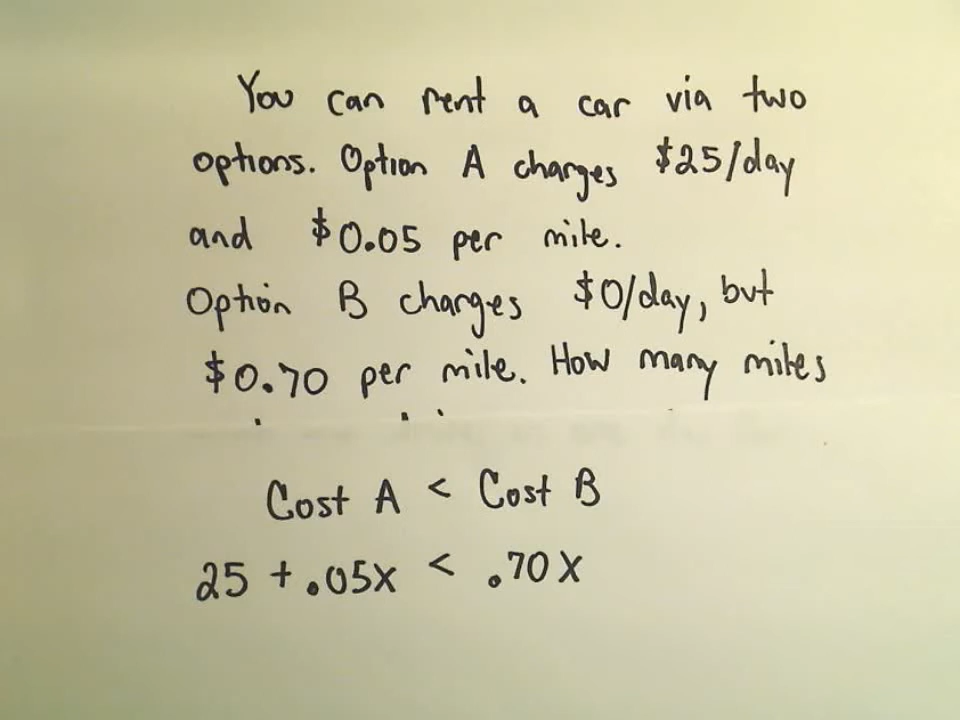 You can rent a car via two
options. Option A charges $25/day
and $0.05 per mile.
Option B charges $0/day, but
$0.70 per mile. How many miles
Cost A < Cost B
25 + .05x < .70x